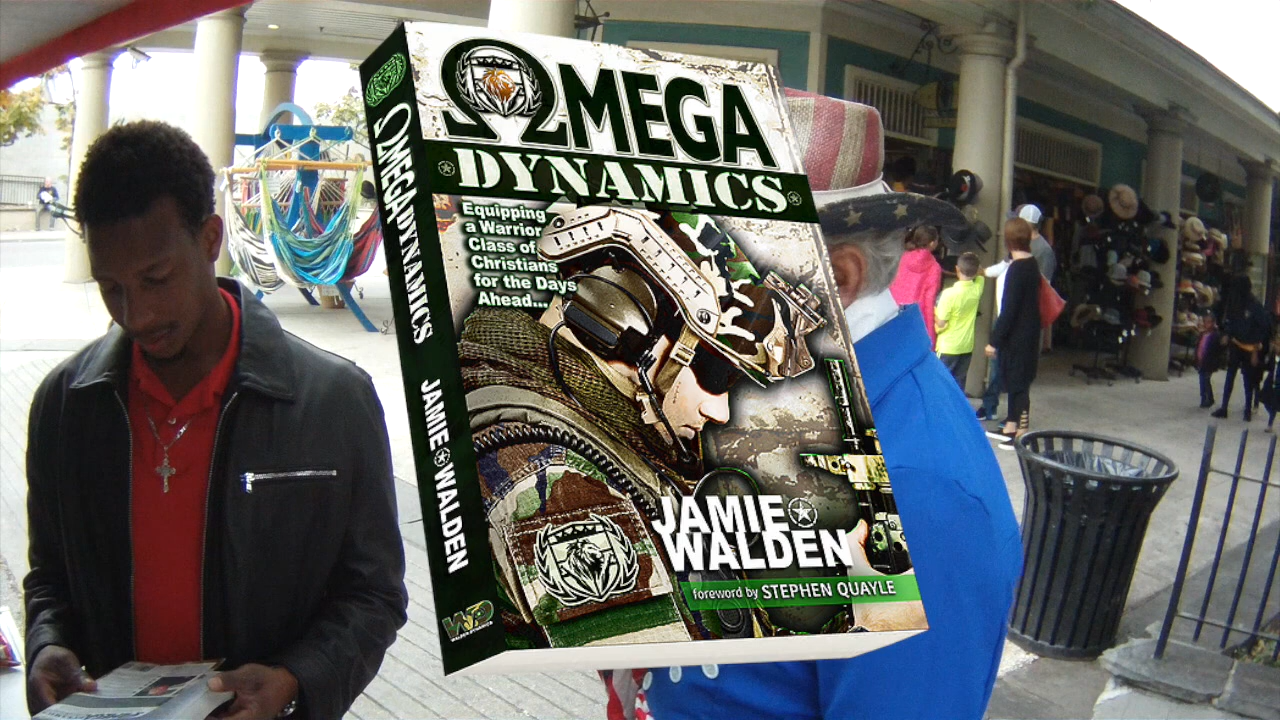 ΩMEGA
DYNAMICS
Equipping
a Warrior
Class of
Christians
for the Days
Ahead...
JAMIE
WALDEN
foreword by STEPHEN QUAYLE
ΩMEGA DYNAMICS
JAMIE WALDEN